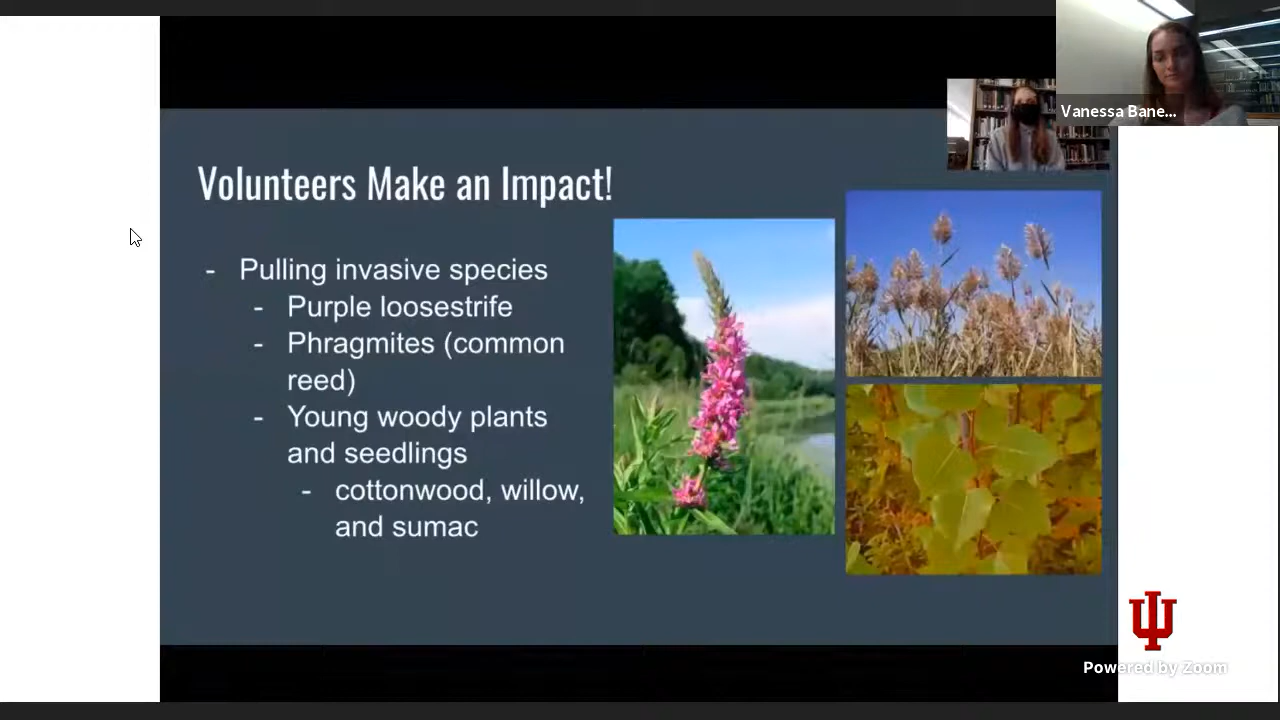 Vanessa Bane...
Volunteers Make an Impact!
- Pulling invasive species
- Purple loosestrife
- Phragmites (common
reed)
- Young woody plants
and seedlings
- cottonwood, willow,
and sumac
Powered by Zoom